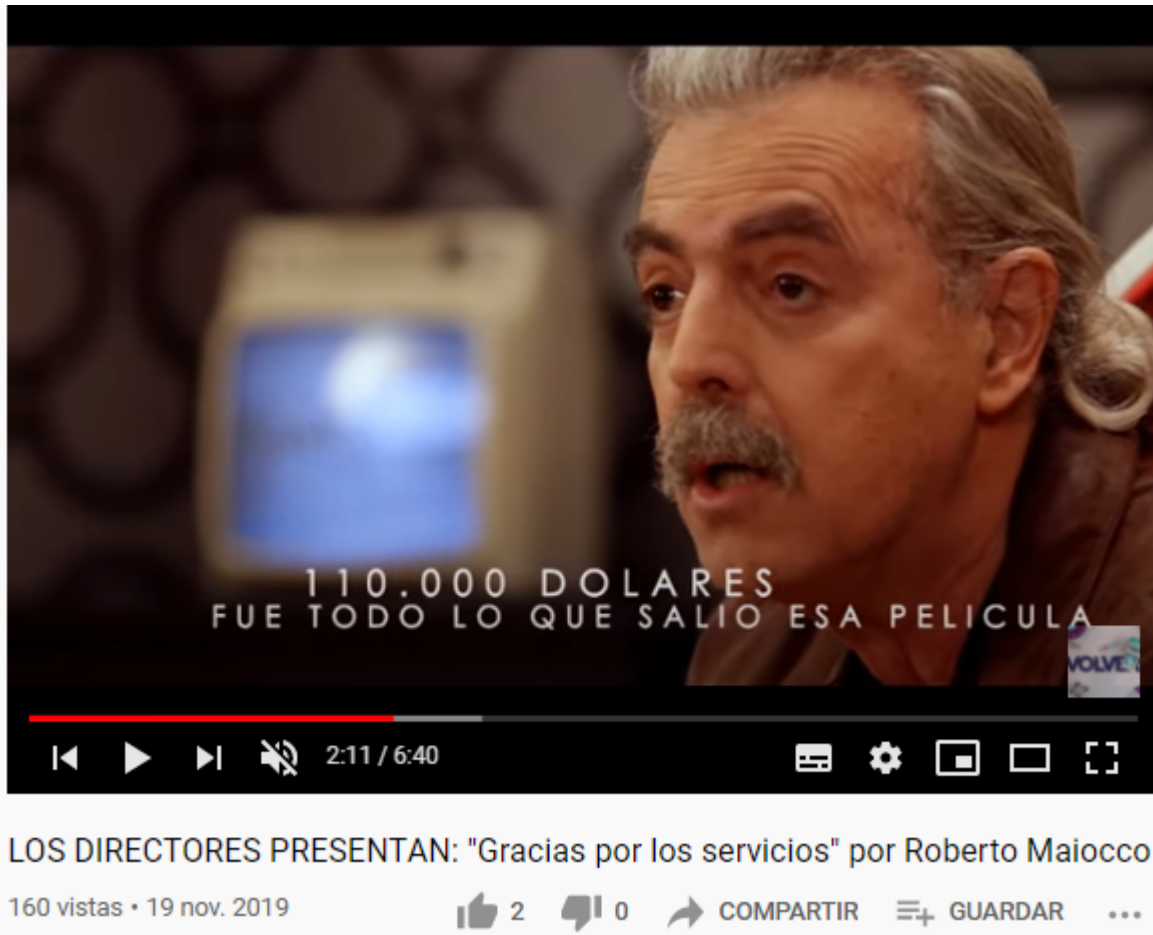 110.000 DOLARES
FUE TODO LO QUE SALIO ESA PELICULA
VOLVE
2:11 / 6:40
LOS DIRECTORES PRESENTAN: "Gracias por los servicios" por Roberto Maiocco
160 vistas • 19 nov. 2019 2 0 COMPARTIR GUARDAR